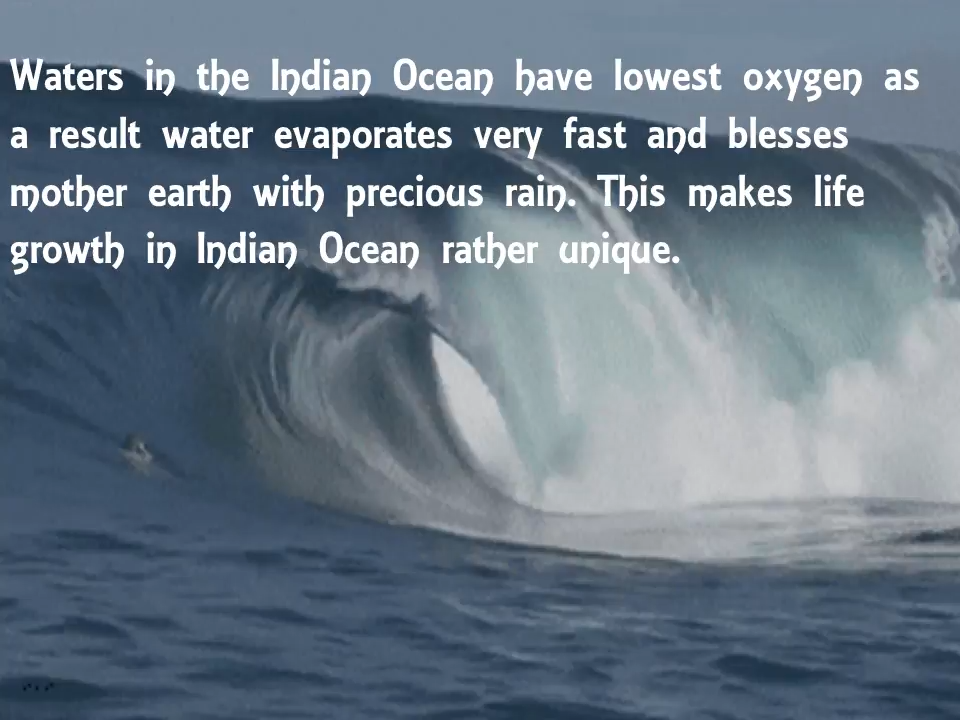 Waters in the Indian Ocean have lowest oxygen as
a result water evaporates very fast and blesses
mother earth with precious rain. This makes life
growth in Indian Ocean rather unique.